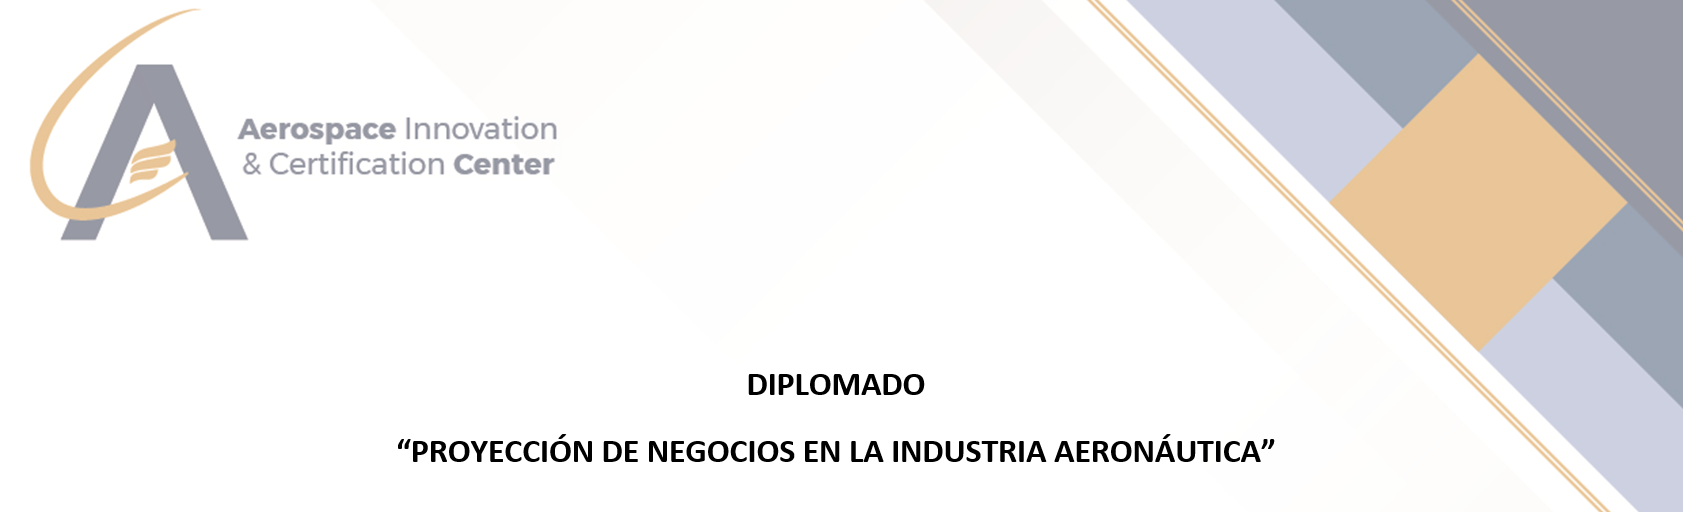 Aerospace Innovation
& Certification Center
DIPLOMADO
“PROYECCIÓN DE NEGOCIOS EN LA INDUSTRIA AERONÁUTICA”